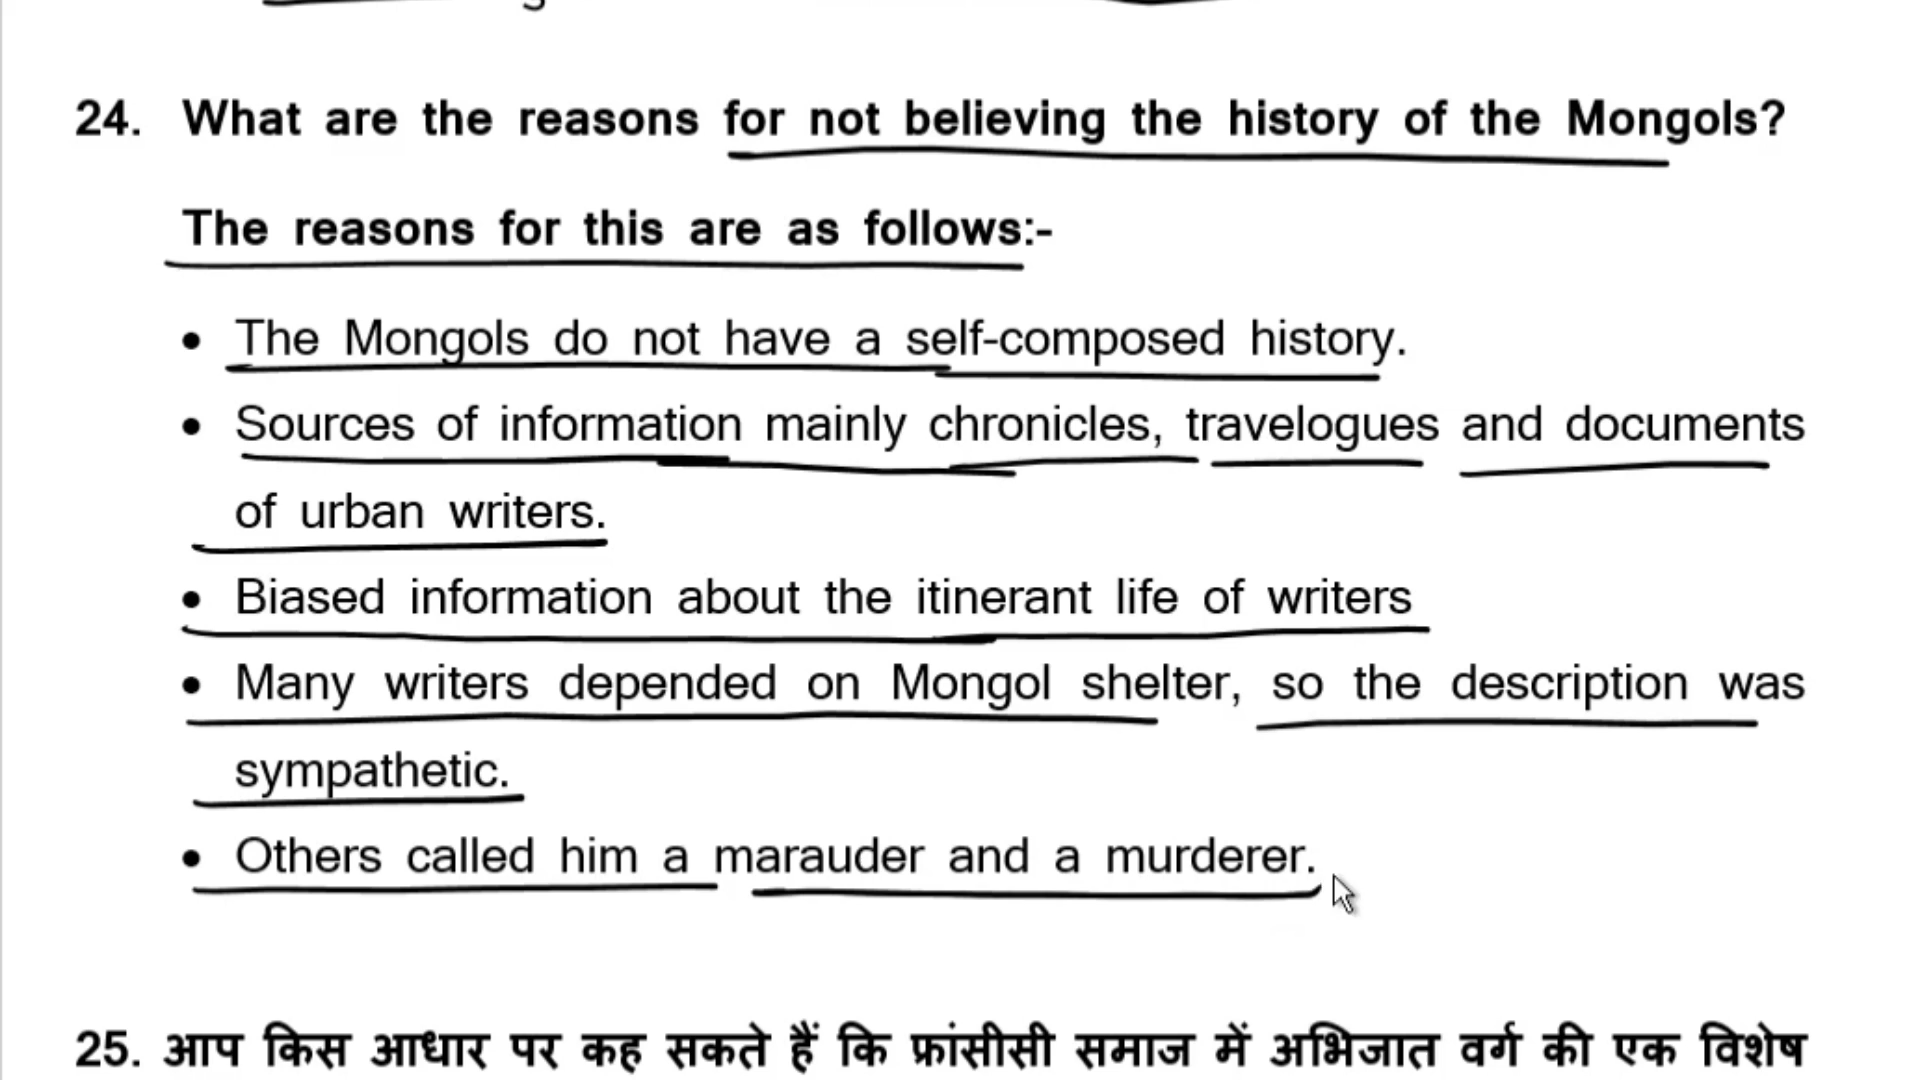 24. What are the reasons for not believing the history of the Mongols?
The reasons for this are as follows:-
• The Mongols do not have a self-composed history.
• Sources of information mainly chronicles, travelogues and documents
of urban writers.
• Biased information about the itinerant life of writers
• Many writers depended on Mongol shelter, so the description was
sympathetic.
• Others called him a marauder and a murderer.
25. आप किस आधार पर कह सकते हैं कि फ्रांसीसी समाज में अभिजात वर्ग की एक विशेष